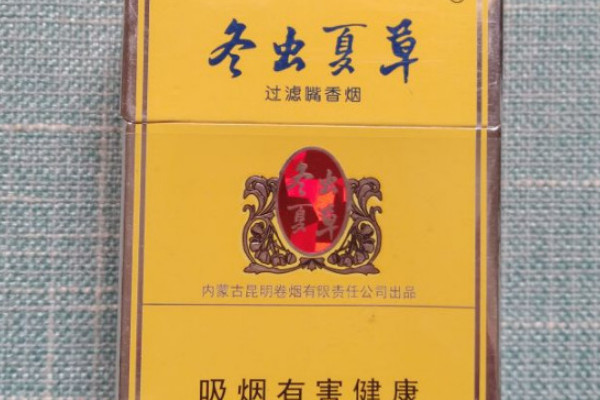 冬虫夏草
过滤嘴香烟
冬虫
夏草
内蒙古昆明卷烟有限责任公司出品
吸烟有害健康